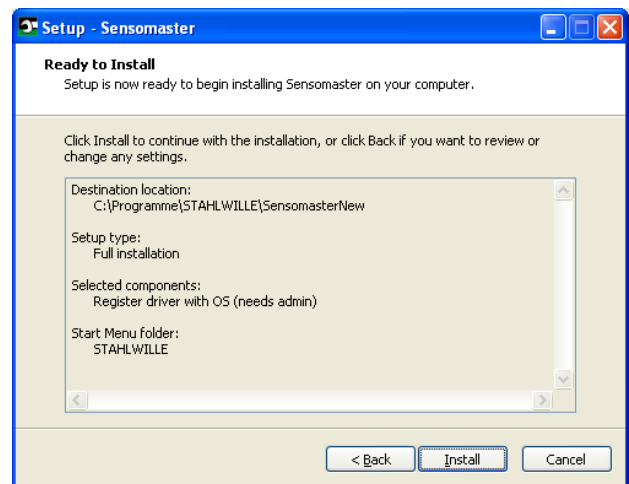 Setup - Sensomaster
Ready to Install
Setup is now ready to begin installing Sensomaster on your computer.
Click Install to continue with the installation, or click Back if you want to review or
change any settings.
Destination location:
C:\Programme\STAHLWILLE\SensomasterNew
Setup type:
Full installation
Selected components:
Register driver with OS (needs admin)
Start Menu folder:
STAHLWILLE
< Back
Install
Cancel